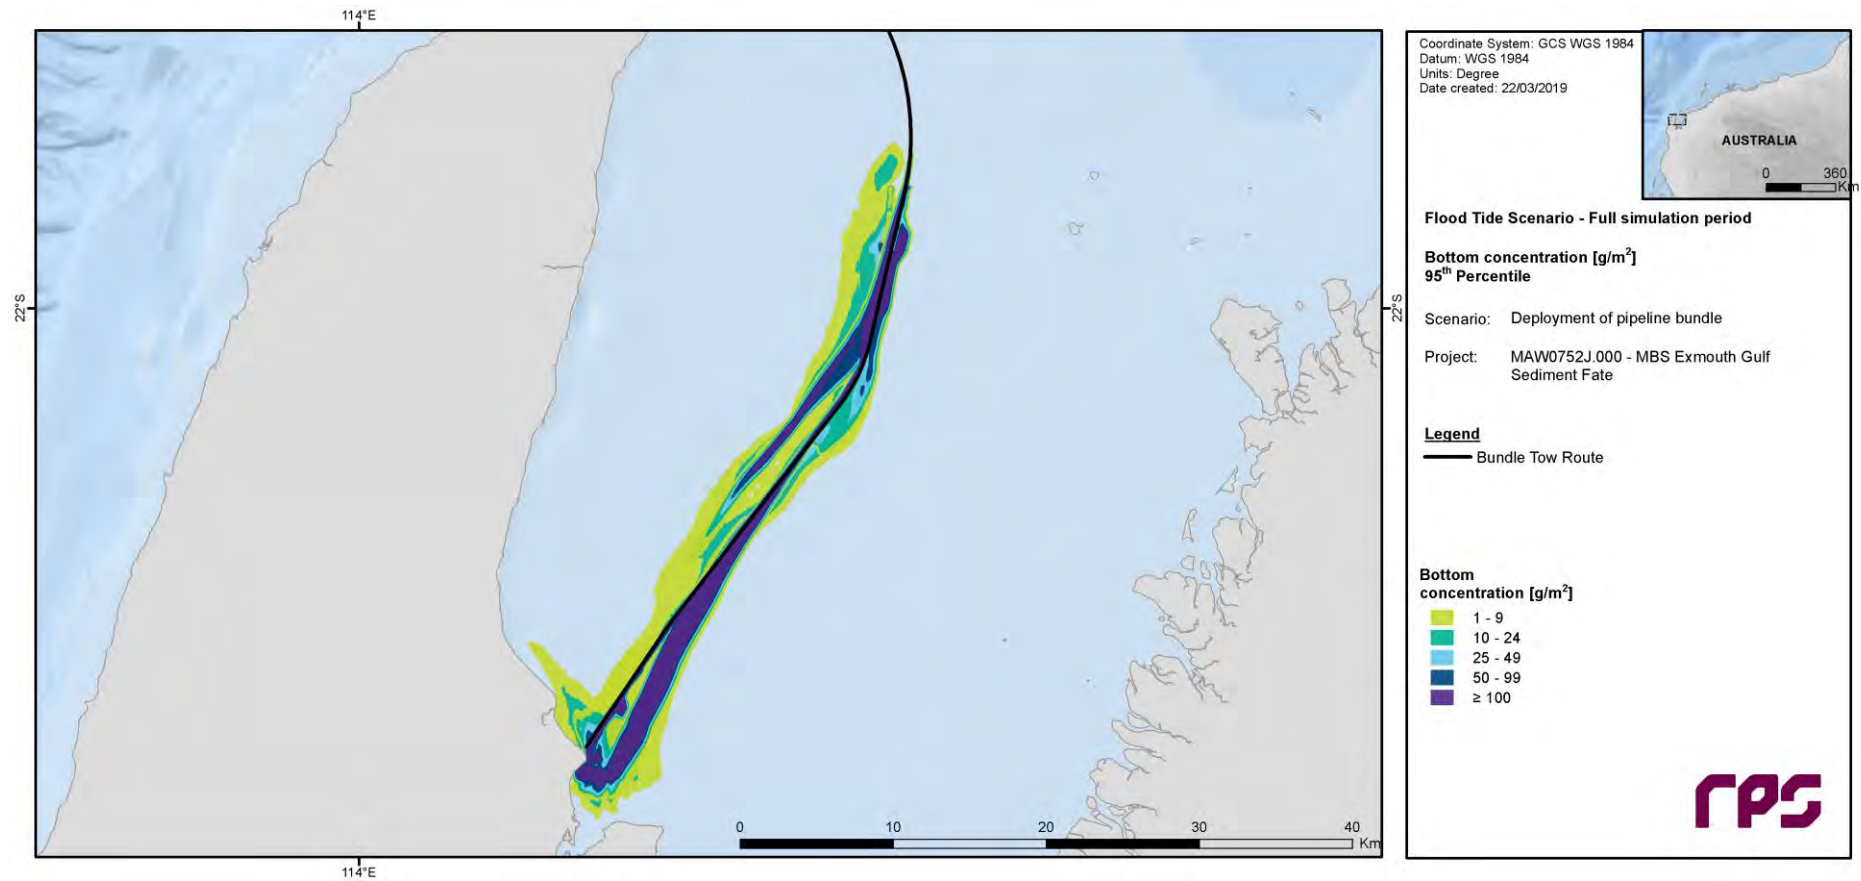 114°E
22°S
22°S
0 10 20 30 40
Km
114°E
Coordinate System: GCS WGS 1984
Datum: WGS 1984
Units: Degree
Date created: 22/03/2019
AUSTRALIA
0 360
Km
Flood Tide Scenario - Full simulation period
Bottom concentration [g/m²]
95th Percentile
Scenario: Deployment of pipeline bundle
Project: MAW0752J.000 - MBS Exmouth Gulf
Sediment Fate
Legend
Bundle Tow Route
Bottom
concentration [g/m²]
1 - 9
10 - 24
25 - 49
50 - 99
≥ 100
rps